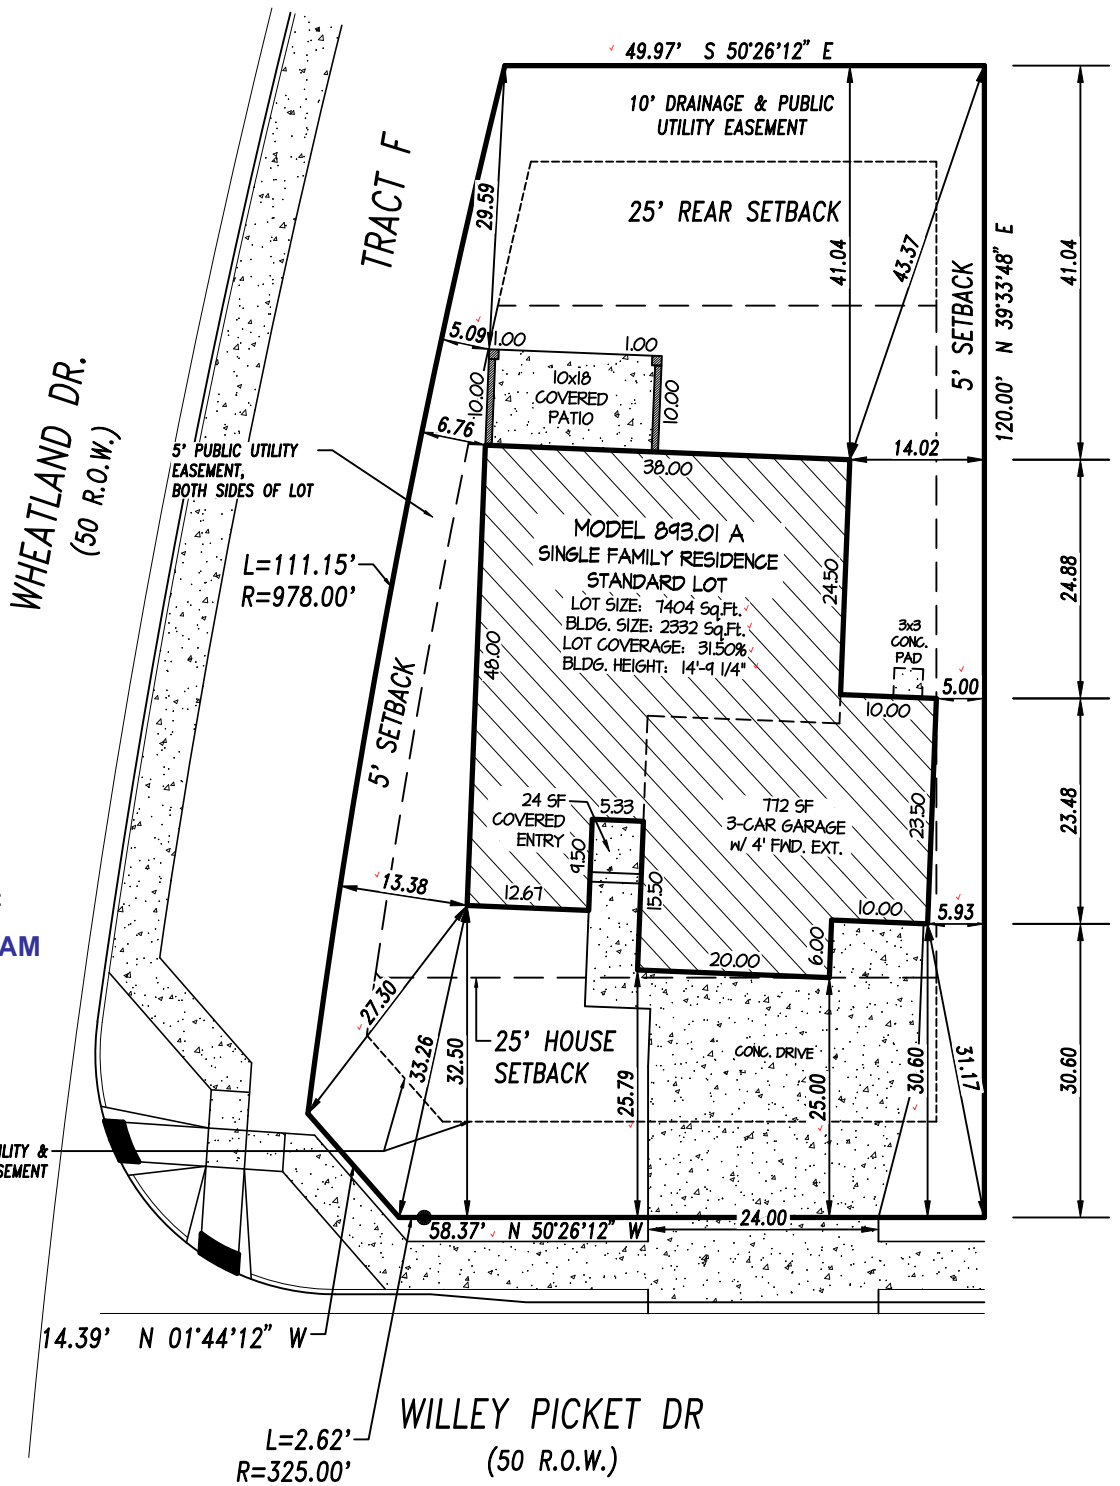 49.97' S 50°26'12" E
10' DRAINAGE & PUBLIC
UTILITY EASEMENT
TRACT F
29.59
25' REAR SETBACK
41.04
43.37
5' SETBACK
120.00' N 39°33'48" E
41.04
5.09
1.00
1.00
10x18
COVERED
PATIO
10.00
10.00
6.76
38.00
14.02
WHEATLAND DR.
(50 R.O.W.)
5' PUBLIC UTILITY
EASEMENT,
BOTH SIDES OF LOT
L=111.15'
R=978.00'
MODEL 893.01 A
SINGLE FAMILY RESIDENCE
STANDARD LOT
LOT SIZE: 7404 Sq.Ft.
BLDG. SIZE: 2332 Sq.Ft.
LOT COVERAGE: 31.50%
BLDG. HEIGHT: 14'-9 1/4"
24.50
24.88
48.00
3x3
CONC.
PAD
5.00
10.00
5' SETBACK
24 SF
COVERED
ENTRY
5.33
9.50
772 SF
3-CAR GARAGE
W/ 4' FWD. EXT.
23.50
23.48
13.38
12.67
15.50
10.00
5.93
AM
6.00
20.00
27.30
33.26
32.50
25' HOUSE
SETBACK
25.79
CONC. DRIVE
25.00
30.60
31.17
30.60
ILITY &
SEMENT
58.37' N 50°26'12" W
24.00
14.39' N 01°44'12" W
WILLEY PICKET DR
(50 R.O.W.)
L=2.62'
R=325.00'